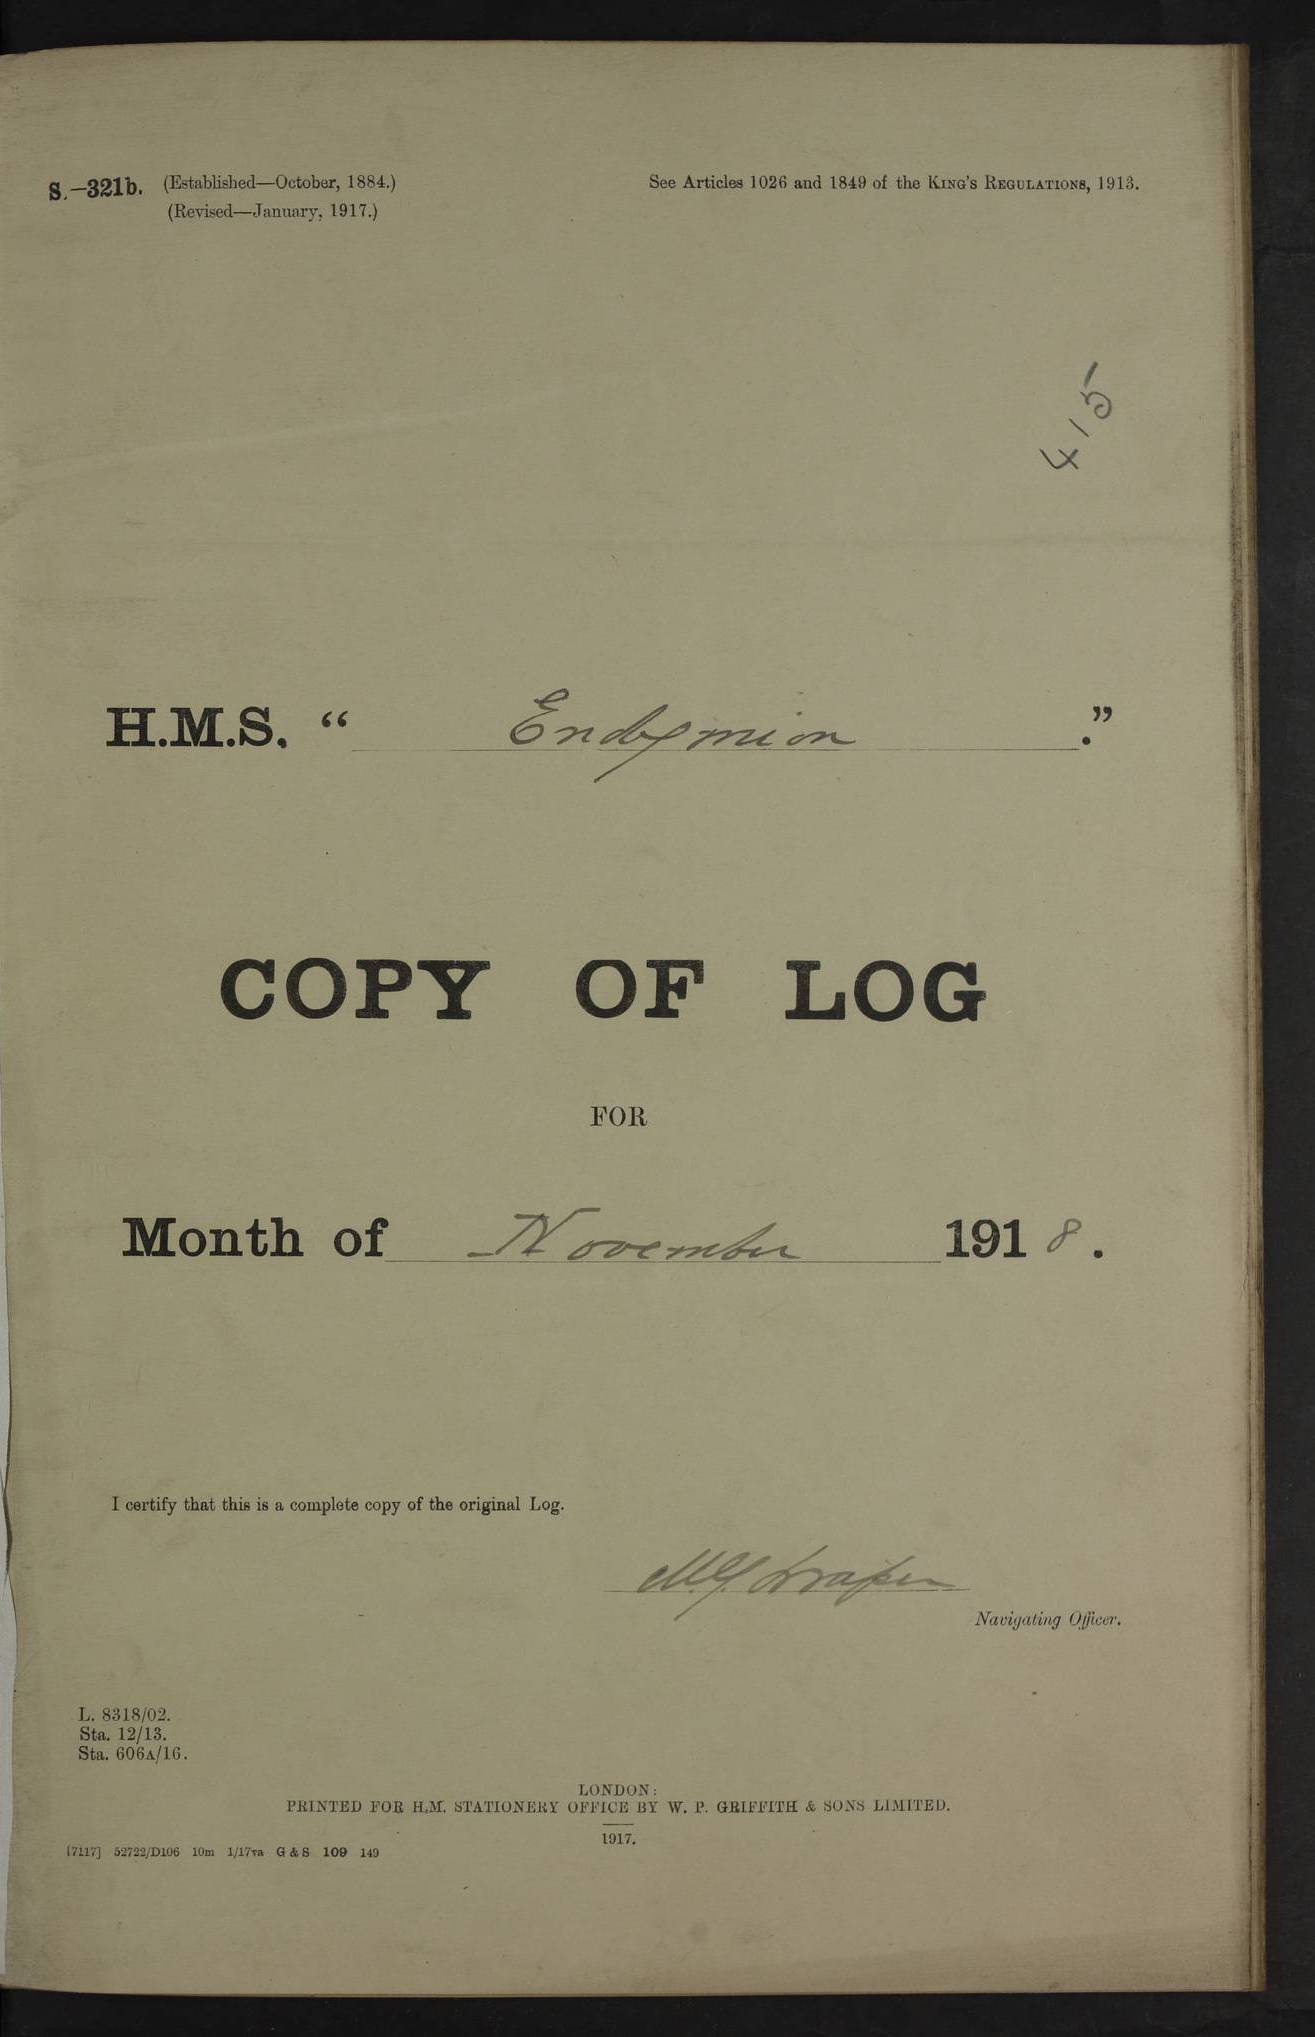 S.–321b. (Established—October, 1884.)
(Revised—January, 1917.)
See Articles 1026 and 1849 of the KING'S REGULATIONS, 1913.
415
H.M.S. “ Endymion .”
COPY OF LOG
FOR
Month of November 1918.
I certify that this is a complete copy of the original Log.
Draper
Navigating Officer.
L. 8318/02.
Sta. 12/13.
Sta. 606A/16.
LONDON:
PRINTED FOR H.M. STATIONERY OFFICE BY W. P. GRIFFITH & SONS LIMITED.
1917.
[7117] 52722/D106 10m 1/17 G & S 109 149